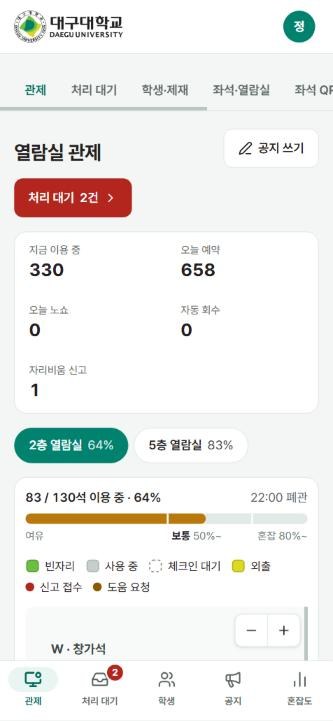 대구대학교
DAEGU UNIVERSITY
정
관제 처리 대기 학생·제재 좌석·열람실 좌석 QR
열람실 관제
공지 쓰기
처리 대기 2건
지금 이용 중 오늘 예약
330 658
오늘 노쇼 자동 회수
0 0
자리비움 신고
1
2층 열람실 64% 5층 열람실 83%
83 / 130석 이용 중 · 64% 22:00 폐관
여유 보통 50%~ 혼잡 80%~
빈자리 사용 중 체크인 대기 외출
신고 접수 도움 요청
− +
W · 창가석
2
관제 처리 대기 학생 공지 혼잡도